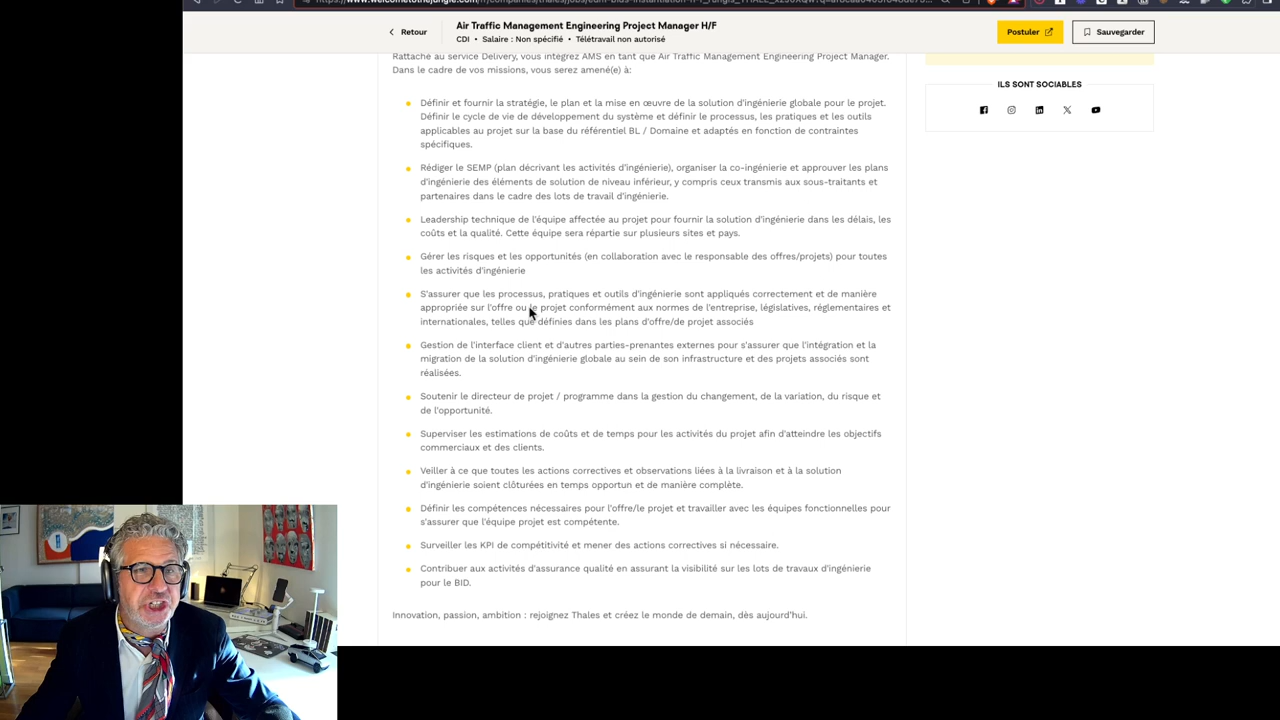 Air Traffic Management Engineering Project Manager H/F
Retour
CDI • Salaire : Non spécifié • Télétravail non autorisé
Postuler
Sauvegarder
Rattaché au service Delivery, vous intégrez AMS en tant que Air Traffic Management Engineering Project Manager.
Dans le cadre de vos missions, vous serez amené(e) à:
ILS SONT SOCIABLES
Définir et fournir la stratégie, le plan et la mise en œuvre de la solution d'ingénierie globale pour le projet.
Définir le cycle de vie de développement du système et définir le processus, les pratiques et les outils
applicables au projet sur la base du référentiel BL / Domaine et adaptés en fonction de contraintes
spécifiques.
Rédiger le SEMP (plan décrivant les activités d'ingénierie), organiser la co-ingénierie et approuver les plans
d'ingénierie des éléments de solution de niveau inférieur, y compris ceux transmis aux sous-traitants et
partenaires dans le cadre des lots de travail d'ingénierie.
Leadership technique de l'équipe affectée au projet pour fournir la solution d'ingénierie dans les délais, les
coûts et la qualité. Cette équipe sera répartie sur plusieurs sites et pays.
Gérer les risques et les opportunités (en collaboration avec le responsable des offres/projets) pour toutes
les activités d'ingénierie
S'assurer que les processus, pratiques et outils d'ingénierie sont appliqués correctement et de manière
appropriée sur l'offre ou le projet conformément aux normes de l'entreprise, législatives, réglementaires et
internationales, telles que définies dans les plans d'offre/de projet associés
Gestion de l'interface client et d'autres parties-prenantes externes pour s'assurer que l'intégration et la
migration de la solution d'ingénierie globale au sein de son infrastructure et des projets associés sont
réalisées.
Soutenir le directeur de projet / programme dans la gestion du changement, de la variation, du risque et
de l'opportunité.
Superviser les estimations de coûts et de temps pour les activités du projet afin d'atteindre les objectifs
commerciaux et des clients.
Veiller à ce que toutes les actions correctives et observations liées à la livraison et à la solution
d'ingénierie soient clôturées en temps opportun et de manière complète.
Définir les compétences nécessaires pour l'offre/le projet et travailler avec les équipes fonctionnelles pour
s'assurer que l'équipe projet est compétente.
Surveiller les KPI de compétitivité et mener des actions correctives si nécessaire.
Contribuer aux activités d'assurance qualité en assurant la visibilité sur les lots de travaux d'ingénierie
pour le BID.
Innovation, passion, ambition : rejoignez Thales et créez le monde de demain, dès aujourd'hui.